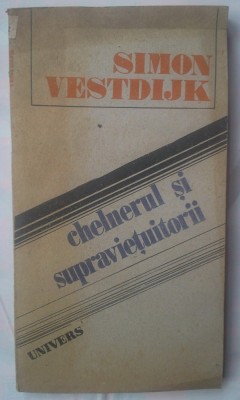 SIMON
VESTDIJK
chelnerul și
supraviețuitorii
UNIVERS